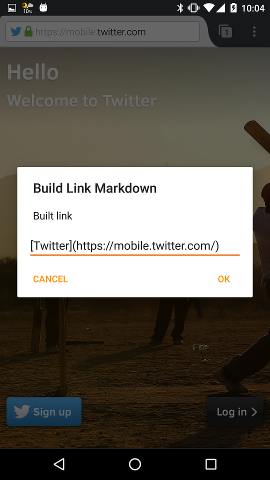 10%
10:04
https://mobile.twitter.com
1
Hello
Welcome to Twitter
Build Link Markdown
Built link
[Twitter](https://mobile.twitter.com/)
CANCEL
OK
Sign up
Log in